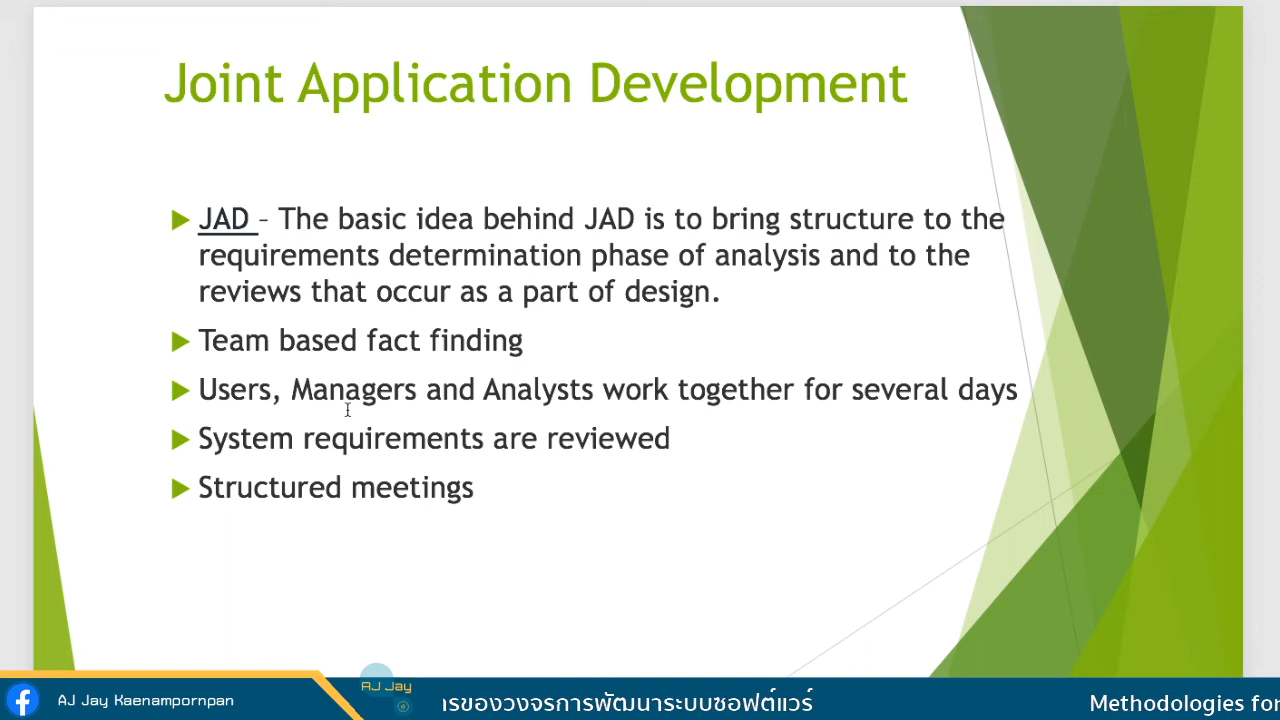 Joint Application Development
JAD – The basic idea behind JAD is to bring structure to the
requirements determination phase of analysis and to the
reviews that occur as a part of design.
Team based fact finding
Users, Managers and Analysts work together for several days
System requirements are reviewed
Structured meetings
AJ Jay
AJ Jay Kaenampornpan
ารของวงจรการพัฒนาระบบซอฟต์แวร์
Methodologies for